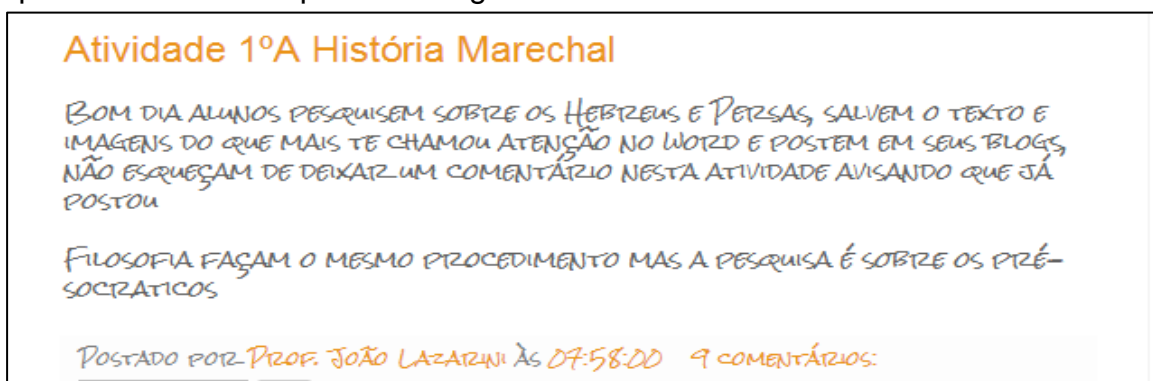 Atividade 1ºA História Marechal
Bom dia alunos pesquisem sobre os Hebreus e Persas, salvem o texto e
imagens do que mais te chamou atenção no Word e postem em seus blogs,
não esqueçam de deixar um comentário nesta atividade avisando que já
postou
Filosofia façam o mesmo procedimento mas a pesquisa é sobre os pré-
socraticos
Postado por Prof. João Lazarini Às 07:58:00 9 comentários: